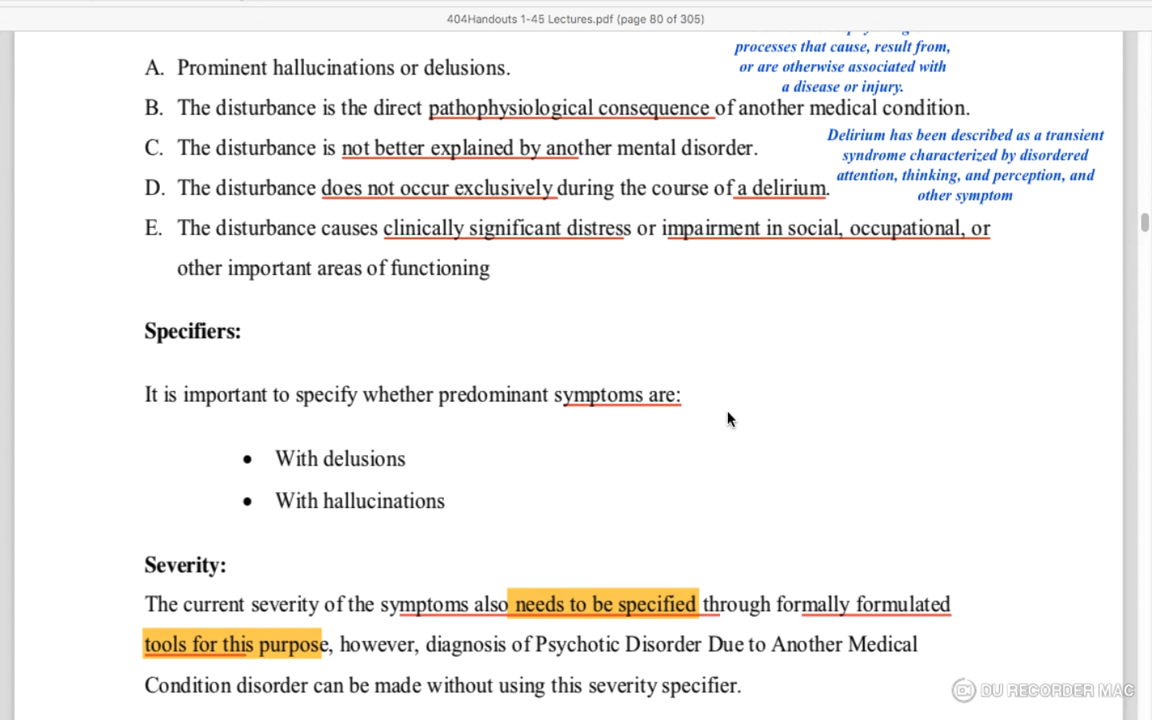 404Handouts 1-45 Lectures.pdf (page 80 of 305)
processes that cause, result from,
or are otherwise associated with
a disease or injury.
A. Prominent hallucinations or delusions.
B. The disturbance is the direct pathophysiological consequence of another medical condition.
C. The disturbance is not better explained by another mental disorder.
Delirium has been described as a transient
syndrome characterized by disordered
attention, thinking, and perception, and
other symptom
D. The disturbance does not occur exclusively during the course of a delirium.
E. The disturbance causes clinically significant distress or impairment in social, occupational, or
other important areas of functioning
Specifiers:
It is important to specify whether predominant symptoms are:
• With delusions
• With hallucinations
Severity:
The current severity of the symptoms also needs to be specified through formally formulated
tools for this purpose, however, diagnosis of Psychotic Disorder Due to Another Medical
Condition disorder can be made without using this severity specifier.
DU RECORDER MAC